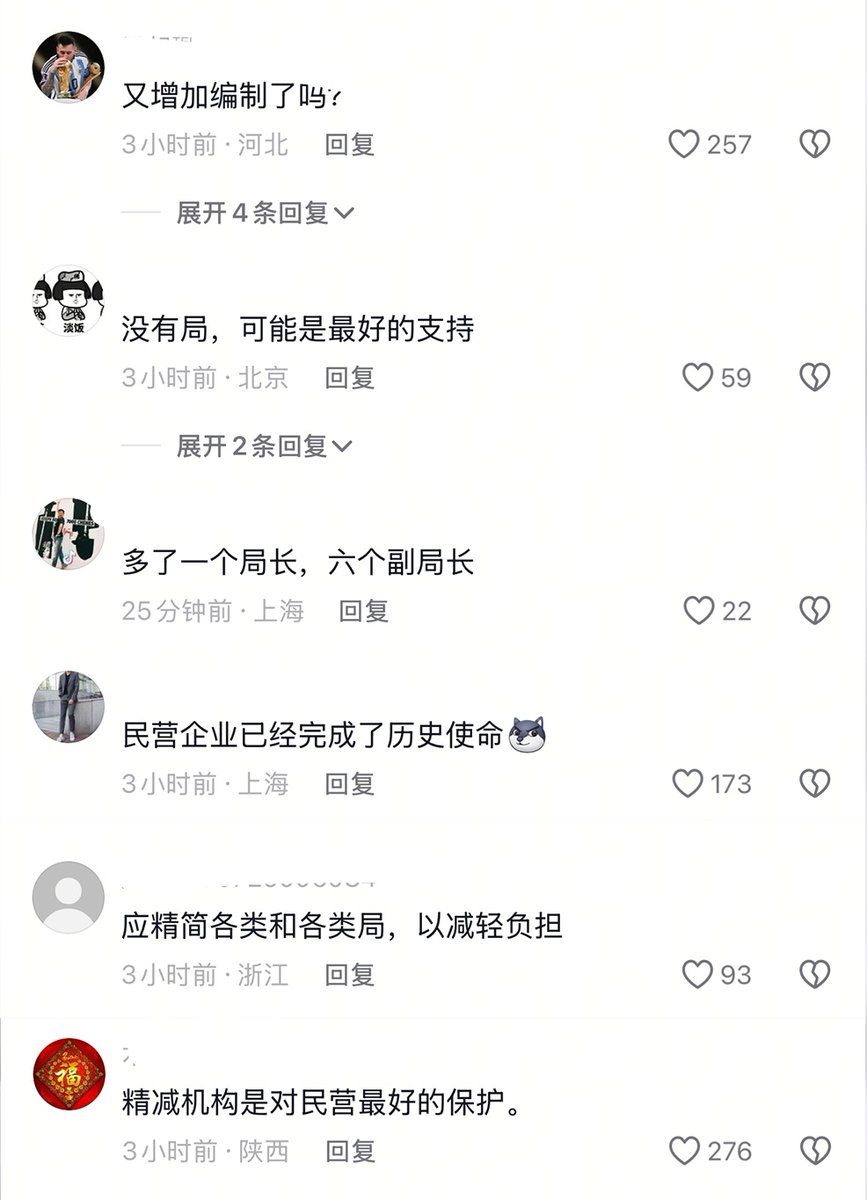 又增加编制了吗?
3小时前·河北 回复 257
展开4条回复
淡饭
没有局，可能是最好的支持
3小时前·北京 回复 59
展开2条回复
多了一个局长，六个副局长
25分钟前·上海 回复 22
民营企业已经完成了历史使命
3小时前·上海 回复 173
应精简各类和各类局，以减轻负担
3小时前·浙江 回复 93
福
精减机构是对民营最好的保护。
3小时前·陕西 回复 276